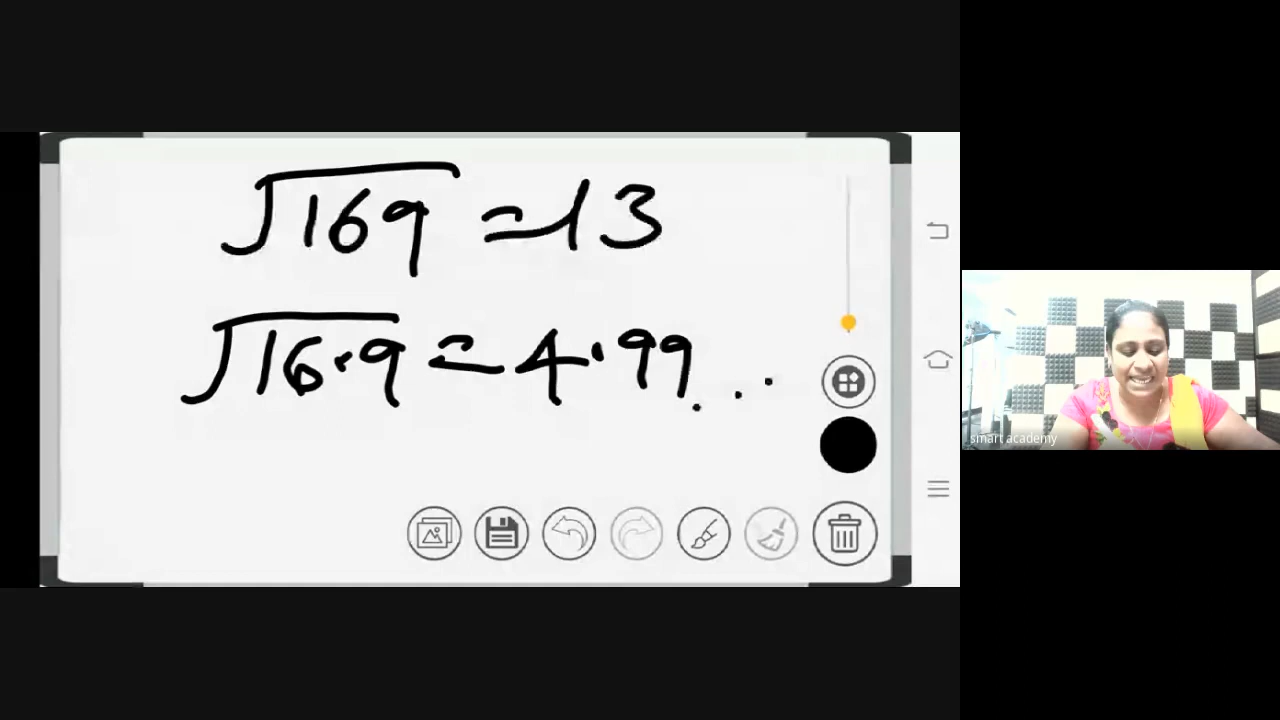 √169 = 13
√16.9 = 4.99...
smart academy